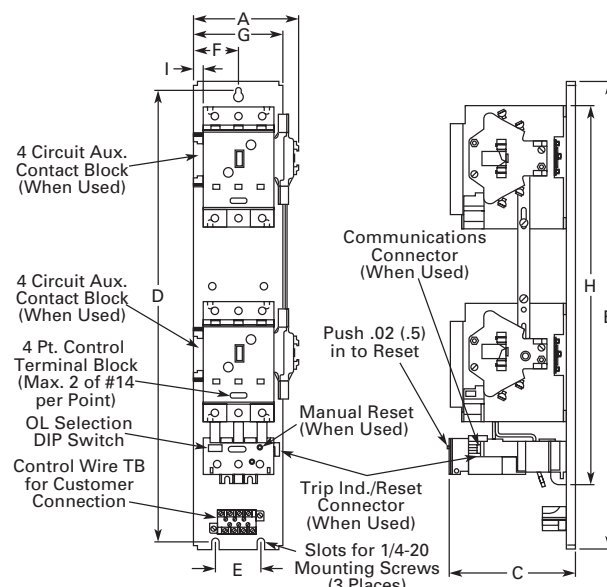 A
G
F
I
4 Circuit Aux.
Contact Block
(When Used)
D
4 Circuit Aux.
Contact Block
(When Used)
4 Pt. Control
Terminal Block
(Max. 2 of #14
per Point)
OL Selection
DIP Switch
Control Wire TB
for Customer
Connection
E
Communications
Connector
(When Used)
Push .02 (.5)
in to Reset
Manual Reset
(When Used)
Trip Ind./Reset
Connector
(When Used)
Slots for 1/4-20
Mounting Screws
(3 Places)
H
C